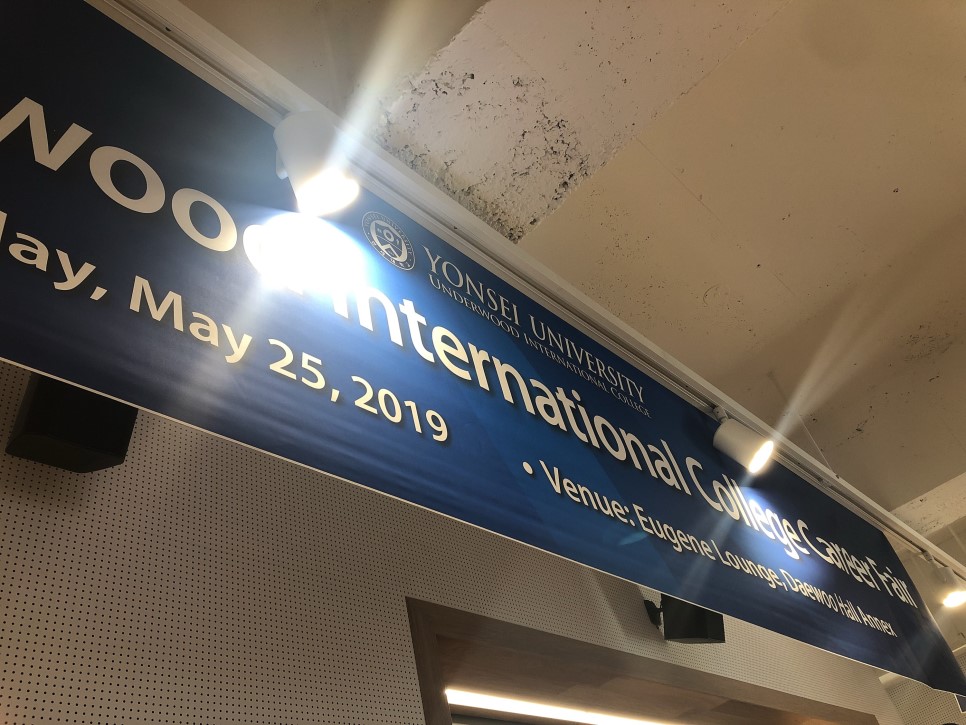 YONSEI UNIVERSITY
UNDERWOOD INTERNATIONAL COLLEGE
International College Career Fair
May 25, 2019
• Venue: Eugene Lounge, Daewoo Hall Annex